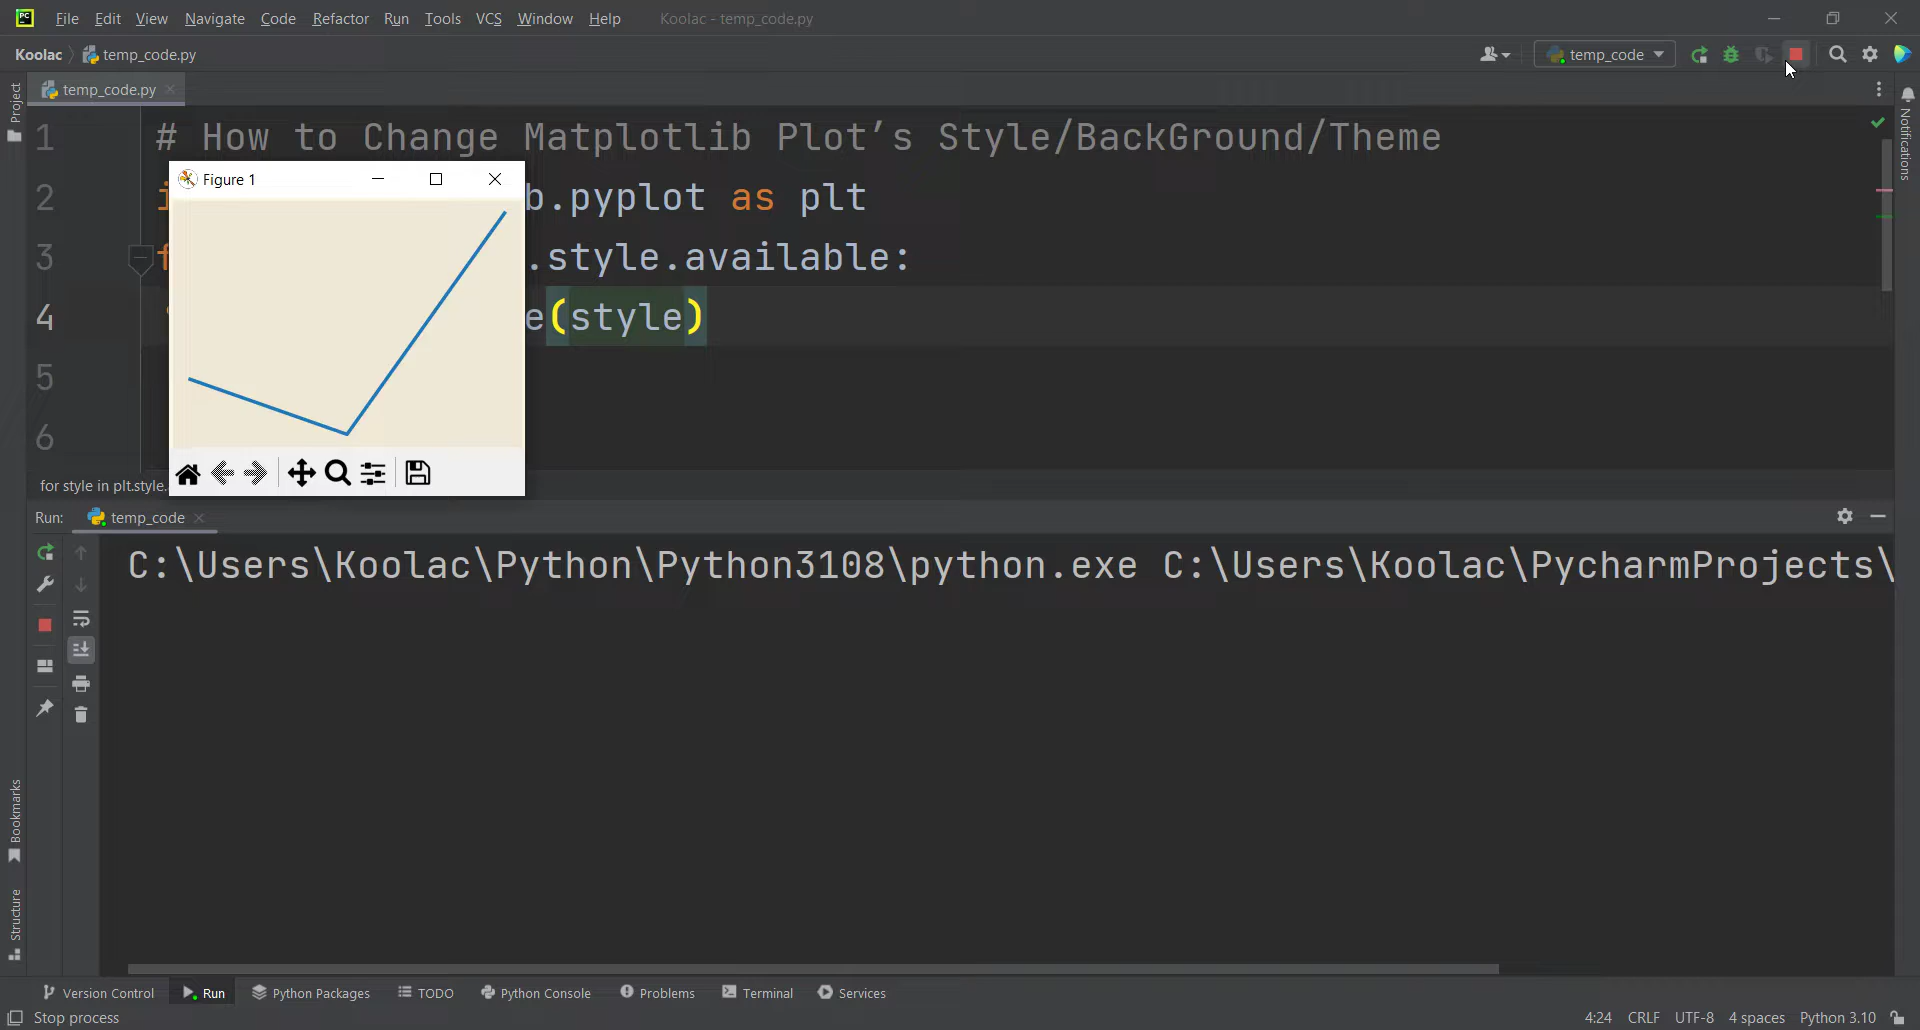 PC File Edit View Navigate Code Refactor Run Tools VCS Window Help Koolac - temp_code.py
Koolac temp_code.py temp_code
Project
temp_code.py
Notifications
1 # How to Change Matplotlib Plot’s Style/BackGround/Theme
Figure 1
2 i b.pyplot as plt
3 f .style.available:
4 e(style)
5
6
for style in plt.style.
Run: temp_code
C:\Users\Koolac\Python\Python3108\python.exe C:\Users\Koolac\PycharmProjects\
Bookmarks
Structure
Version Control Run Python Packages TODO Python Console Problems Terminal Services
Stop process 4:24 CRLF UTF-8 4 spaces Python 3.10